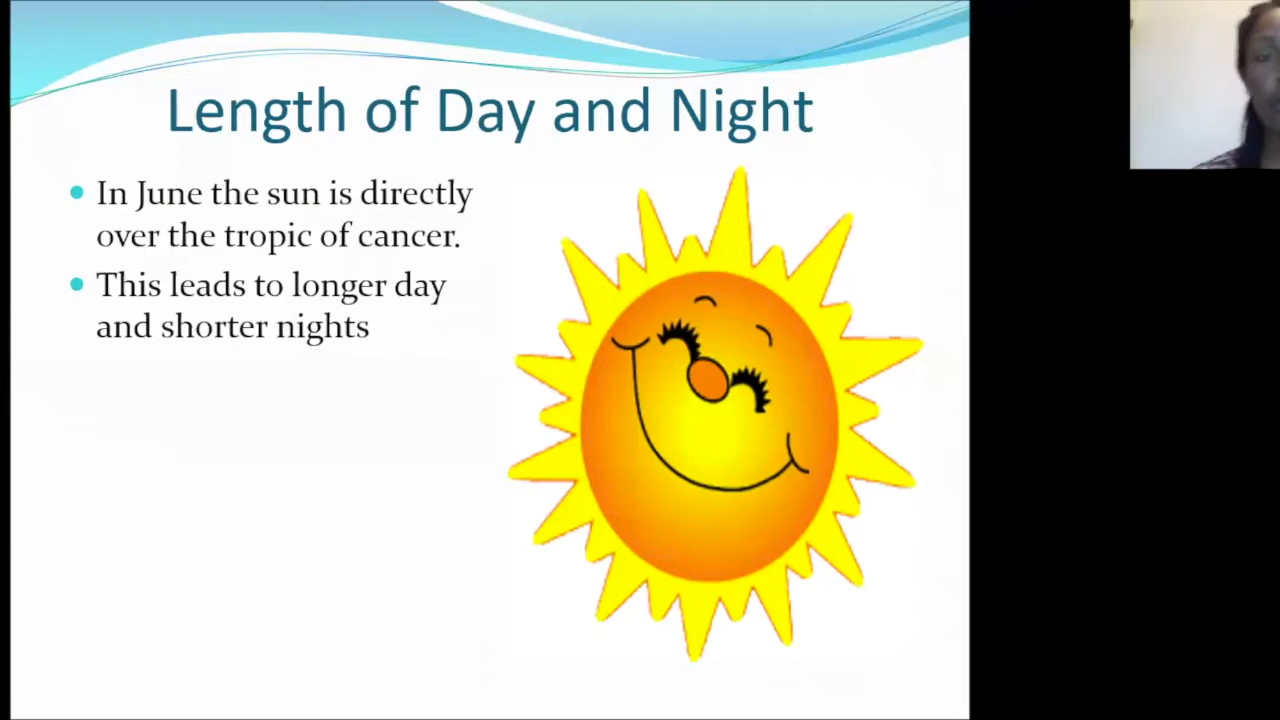 Length of Day and Night
In June the sun is directly
over the tropic of cancer.
This leads to longer day
and shorter nights